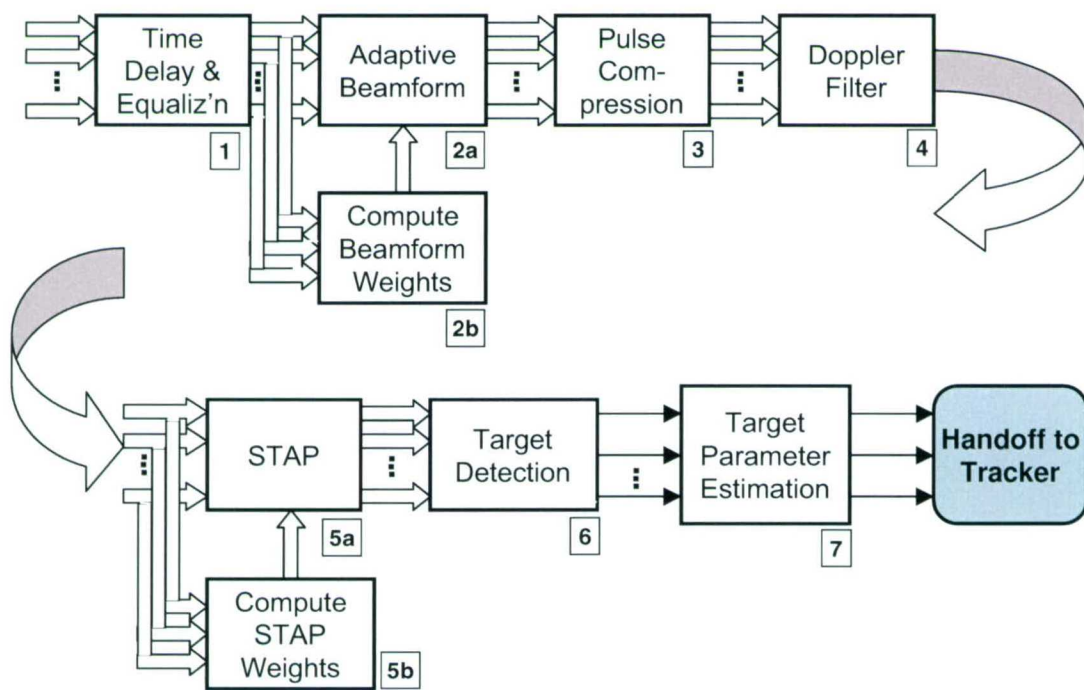 Time
Delay &
Equaliz'n
1
Adaptive
Beamform
2a
Pulse
Com-
pression
3
Doppler
Filter
4
Compute
Beamform
Weights
2b
STAP
5a
Target
Detection
6
Target
Parameter
Estimation
7
Handoff to
Tracker
Compute
STAP
Weights
5b